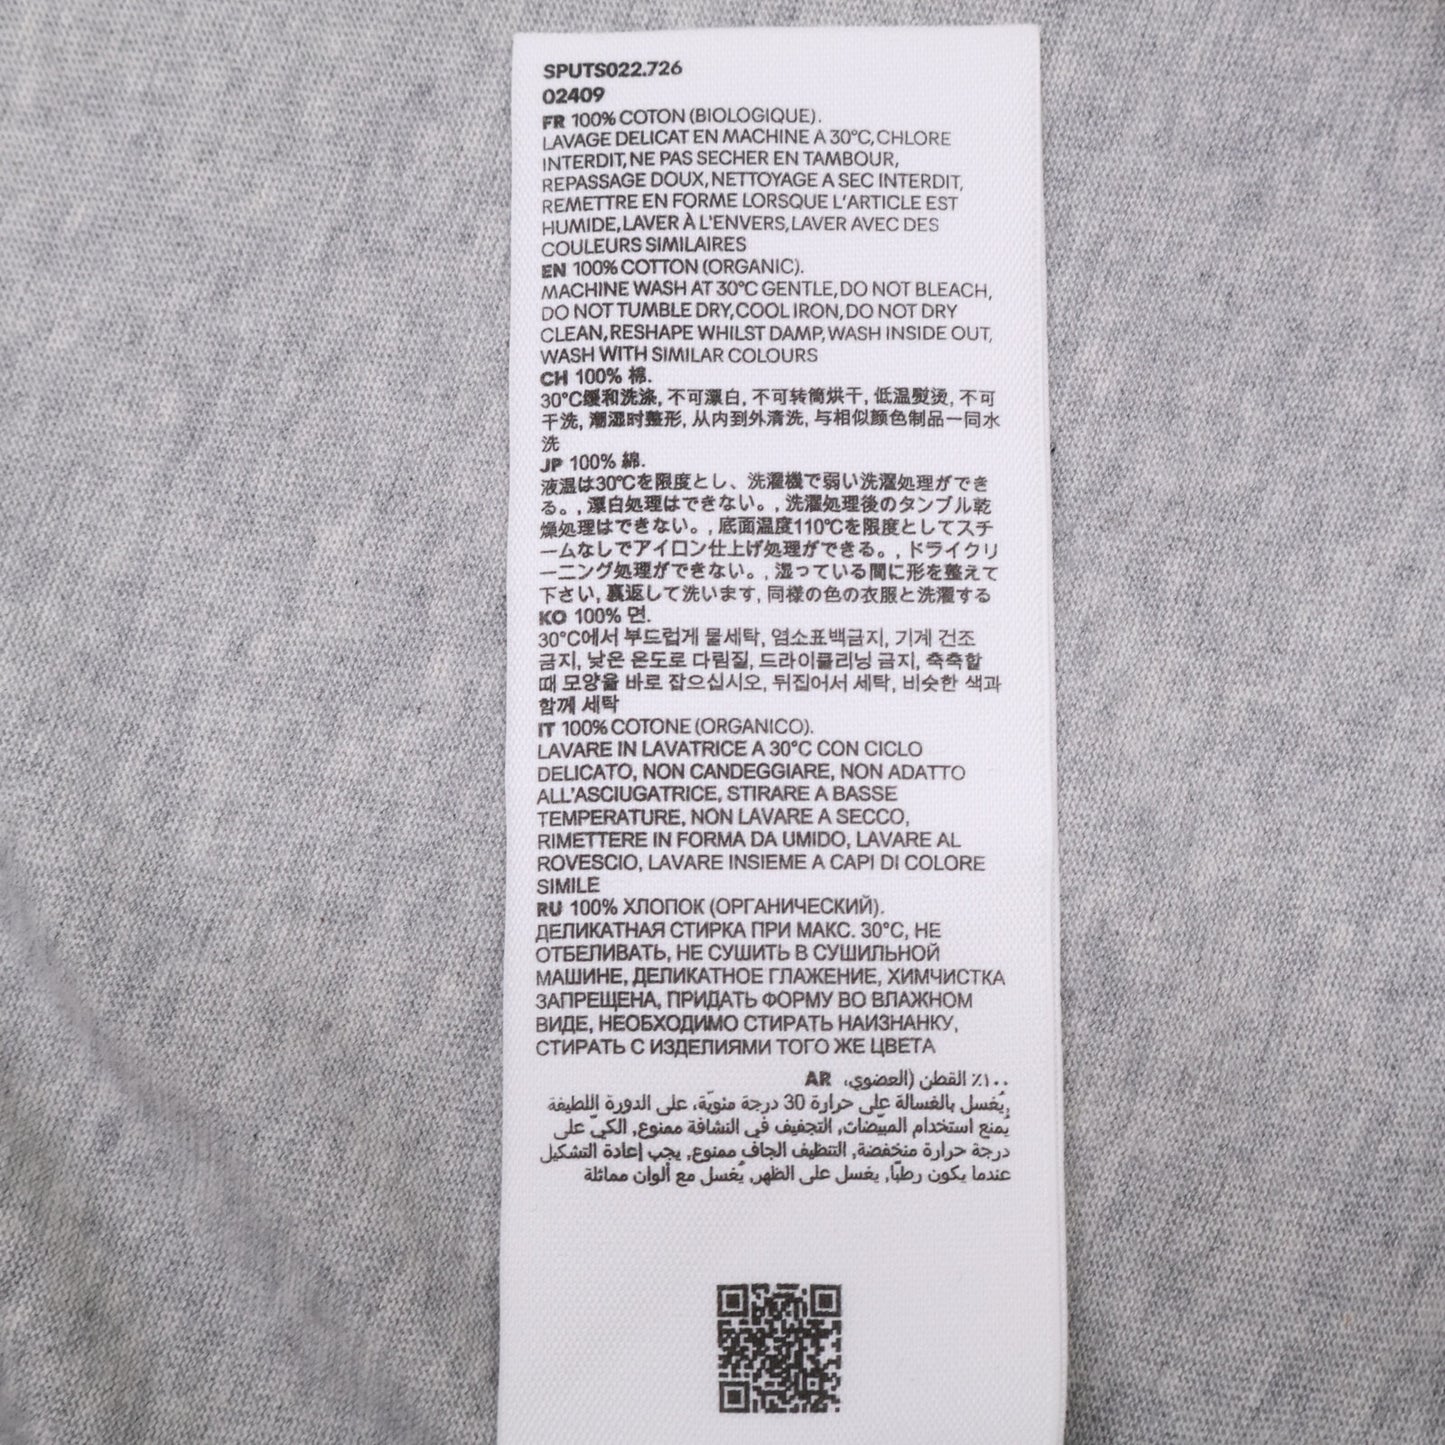 SPUTS022.726
02409
FR 100% COTON (BIOLOGIQUE).
LAVAGE DELICAT EN MACHINE A 30°C,CHLORE
INTERDIT,NE PAS SECHER EN TAMBOUR,
REPASSAGE DOUX,NETTOYAGE A SEC INTERDIT,
REMETTRE EN FORME LORSQUE L'ARTICLE EST
HUMIDE,LAVER À L'ENVERS,LAVER AVEC DES
COULEURS SIMILAIRES
EN 100% COTTON (ORGANIC).
MACHINE WASH AT 30°C GENTLE,DO NOT BLEACH,
DO NOT TUMBLE DRY,COOL IRON,DO NOT DRY
CLEAN,RESHAPE WHILST DAMP,WASH INSIDE OUT,
WASH WITH SIMILAR COLOURS
CH 100% 棉.
30°C缓和洗涤, 不可漂白, 不可转筒烘干, 低温熨烫, 不可
干洗, 潮湿时整形, 从内到外清洗, 与相似颜色制品一同水
洗
JP 100% 綿.
液温は30℃を限度とし、洗濯機で弱い洗濯処理ができ
る。, 漂白処理はできない。, 洗濯処理後のタンブル乾
燥処理はできない。, 底面温度110℃を限度としてスチ
ームなしでアイロン仕上げ処理ができる。, ドライクリ
ーニング処理ができない。, 湿っている間に形を整えて
下さい, 裏返して洗います, 同様の色の衣服と洗濯する
KO 100% 면.
30°C에서 부드럽게 물세탁, 염소표백금지, 기계 건조
금지, 낮은 온도로 다림질, 드라이클리닝 금지, 축축할
때 모양을 바로 잡으십시오, 뒤집어서 세탁, 비슷한 색과
함께 세탁
IT 100% COTONE (ORGANICO).
LAVARE IN LAVATRICE A 30°C CON CICLO
DELICATO, NON CANDEGGIARE, NON ADATTO
ALL'ASCIUGATRICE, STIRARE A BASSE
TEMPERATURE, NON LAVARE A SECCO,
RIMETTERE IN FORMA DA UMIDO, LAVARE AL
ROVESCIO, LAVARE INSIEME A CAPI DI COLORE
SIMILE
RU 100% ХЛОПОК (ОРГАНИЧЕСКИЙ).
ДЕЛИКАТНАЯ СТИРКА ПРИ МАКС. 30°C, НЕ
ОТБЕЛИВАТЬ, НЕ СУШИТЬ В СУШИЛЬНОЙ
МАШИНЕ, ДЕЛИКАТНОЕ ГЛАЖЕНИЕ, ХИМЧИСТКА
ЗАПРЕЩЕНА, ПРИДАТЬ ФОРМУ ВО ВЛАЖНОМ
ВИДЕ, НЕОБХОДИМО СТИРАТЬ НАИЗНАНКУ,
СТИРАТЬ С ИЗДЕЛИЯМИ ТОГО ЖЕ ЦВЕТА
١٠٠٪ القطن (العضوي، AR
يُغسل بالغسالة على حرارة 30 درجة منويّة، على الدورة اللطيفة
يُمنع استخدام المبيّضات, التجفيف في النشافة ممنوع, الكيّ على
درجة حرارة منخفضة, التنظيف الجاف ممنوع, يجب إعادة التشكيل
عندما يكون رطبًا, يغسل على الظهر, يُغسل مع ألوان مماثلة